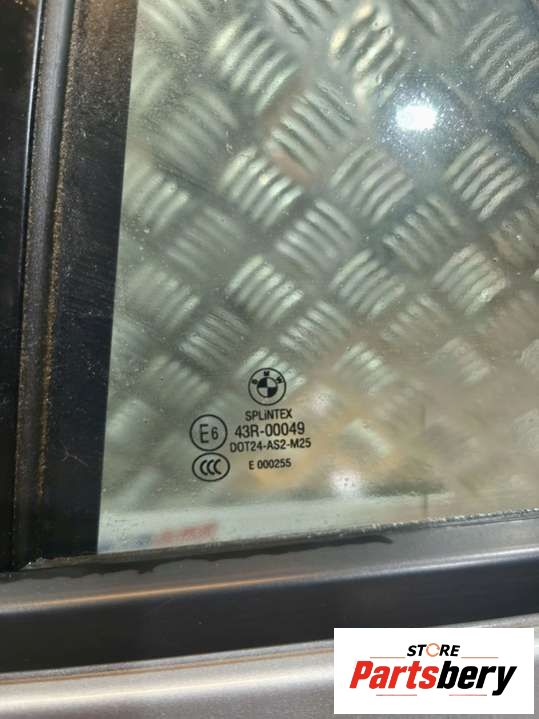 BMW
SPLINTEX
E6 43R-00049
DOT24-AS2-M25
CCC E 000255
STORE
Partsbery